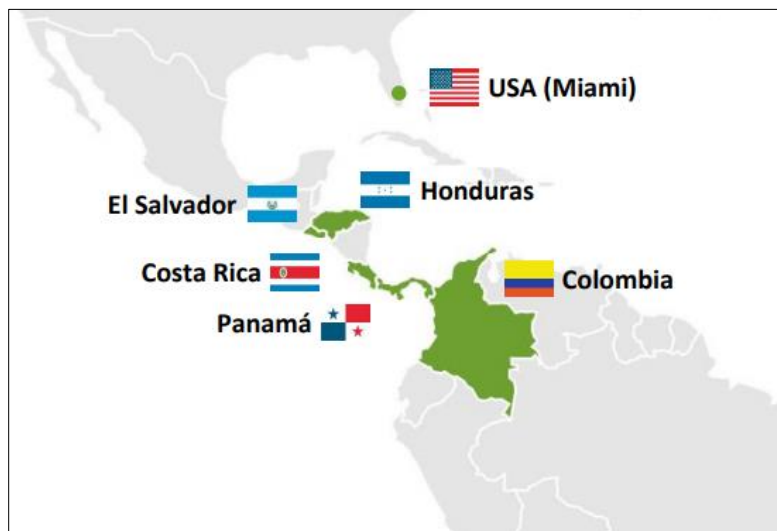 USA (Miami)
El Salvador
Honduras
Costa Rica
Colombia
Panamá